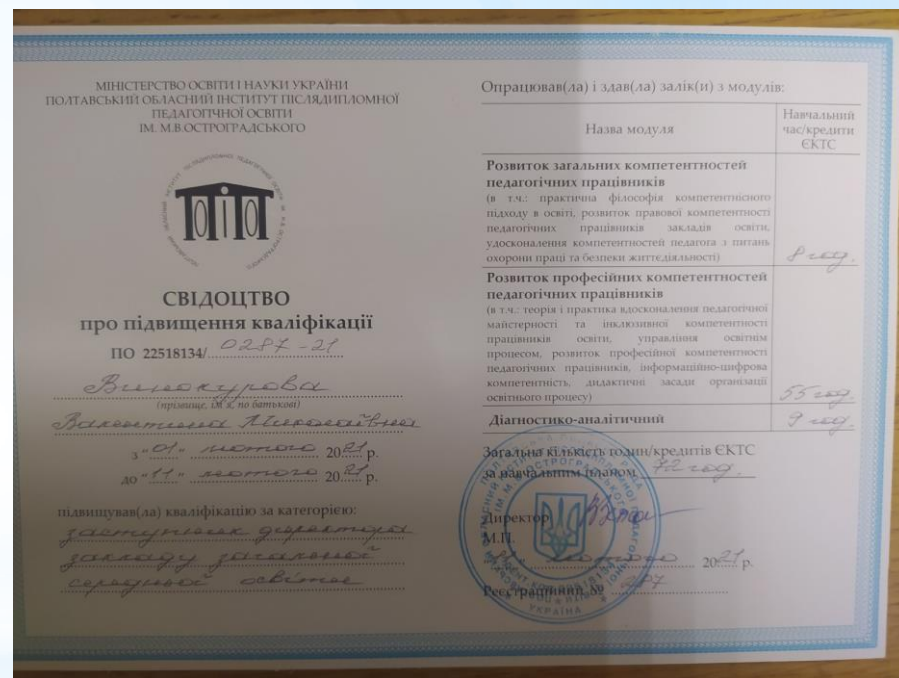 МІНІСТЕРСТВО ОСВІТИ І НАУКИ УКРАЇНИ
ПОЛТАВСЬКИЙ ОБЛАСНИЙ ІНСТИТУТ ПІСЛЯДИПЛОМНОЇ
ПЕДАГОГІЧНОЇ ОСВІТИ
ІМ. М.В.ОСТРОГРАДСЬКОГО
СВІДОЦТВО
про підвищення кваліфікації
ПО 22518134/ 0287-21
Винокурова
(прізвище, ім'я, по батькові)
Валентина Миколаївна
з "01" лютого 2021 р.
до "11" лютого 2021 р.
підвищував(ла) кваліфікацію за категорією:
заступник директора
закладу загальної
середньої освіти
Опрацював(ла) і здав(ла) залік(и) з модулів:
Назва модуля
Навчальний
час/кредити
ЄКТС
Розвиток загальних компетентностей
педагогічних працівників
(в т.ч.: практична філософія компетентнісного
підходу в освіті, розвиток правової компетентності
педагогічних працівників закладів освіти,
удосконалення компетентностей педагога з питань
охорони праці та безпеки життєдіяльності)
8 год.
Розвиток професійних компетентностей
педагогічних працівників
(в т.ч.: теорія і практика вдосконалення педагогічної
майстерності та інклюзивної компетентності
працівників освіти, управління освітнім
процесом, розвиток професійної компетентності
педагогічних працівників, інформаційно-цифрова
компетентність, дидактичні засади організації
освітнього процесу)
55 год.
Діагностико-аналітичний 9 год.
Загальна кількість годин/кредитів ЄКТС
за навчальним планом 72 год.
Директор
М.П.
лютого 2021 р.
Реєстраційний № 287
УКРАЇНА